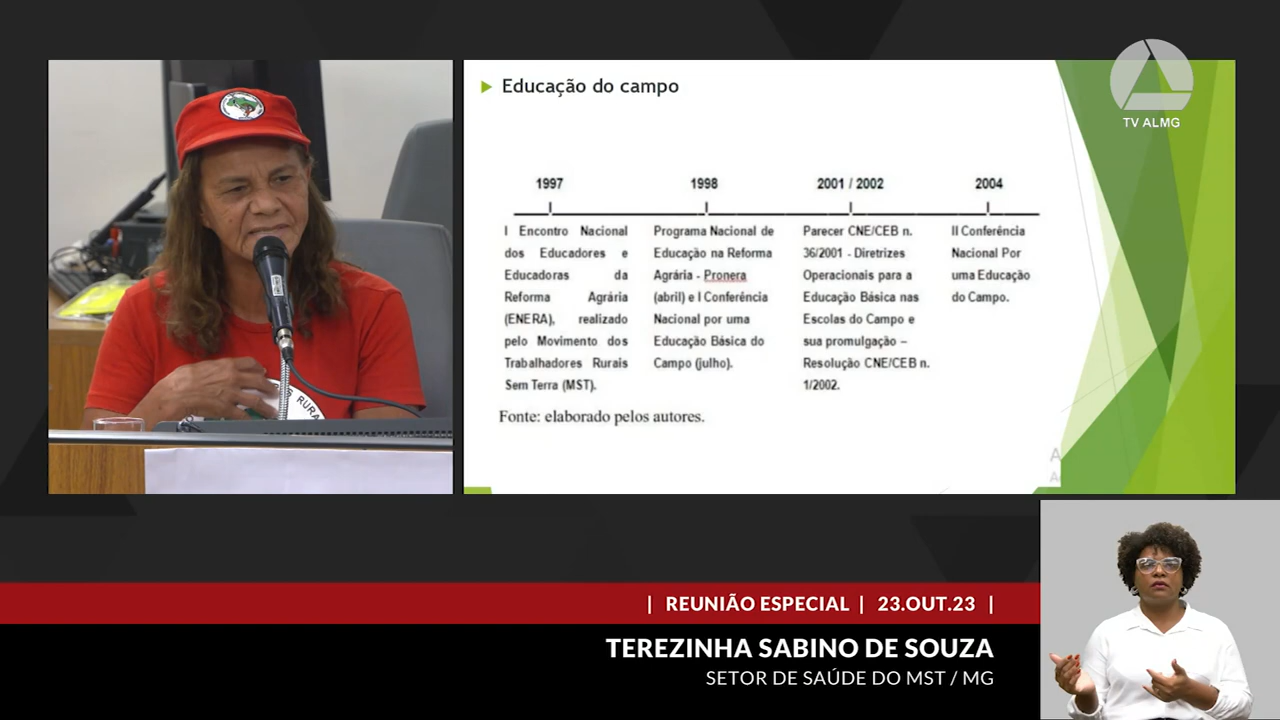 Educação do campo
TV ALMG
1997
I Encontro Nacional
dos Educadores e
Educadoras da
Reforma Agrária
(ENERA), realizado
pelo Movimento dos
Trabalhadores Rurais
Sem Terra (MST).
1998
Programa Nacional de
Educação na Reforma
Agrária - Pronera
(abril) e I Conferência
Nacional por uma
Educação Básica do
Campo (julho).
2001 / 2002
Parecer CNE/CEB n.
36/2001 - Diretrizes
Operacionais para a
Educação Básica nas
Escolas do Campo e
sua promulgação –
Resolução CNE/CEB n.
1/2002.
2004
II Conferência
Nacional Por
uma Educação
do Campo.
Fonte: elaborado pelos autores.
| REUNIÃO ESPECIAL | 23.OUT.23 |
TEREZINHA SABINO DE SOUZA
SETOR DE SAÚDE DO MST / MG